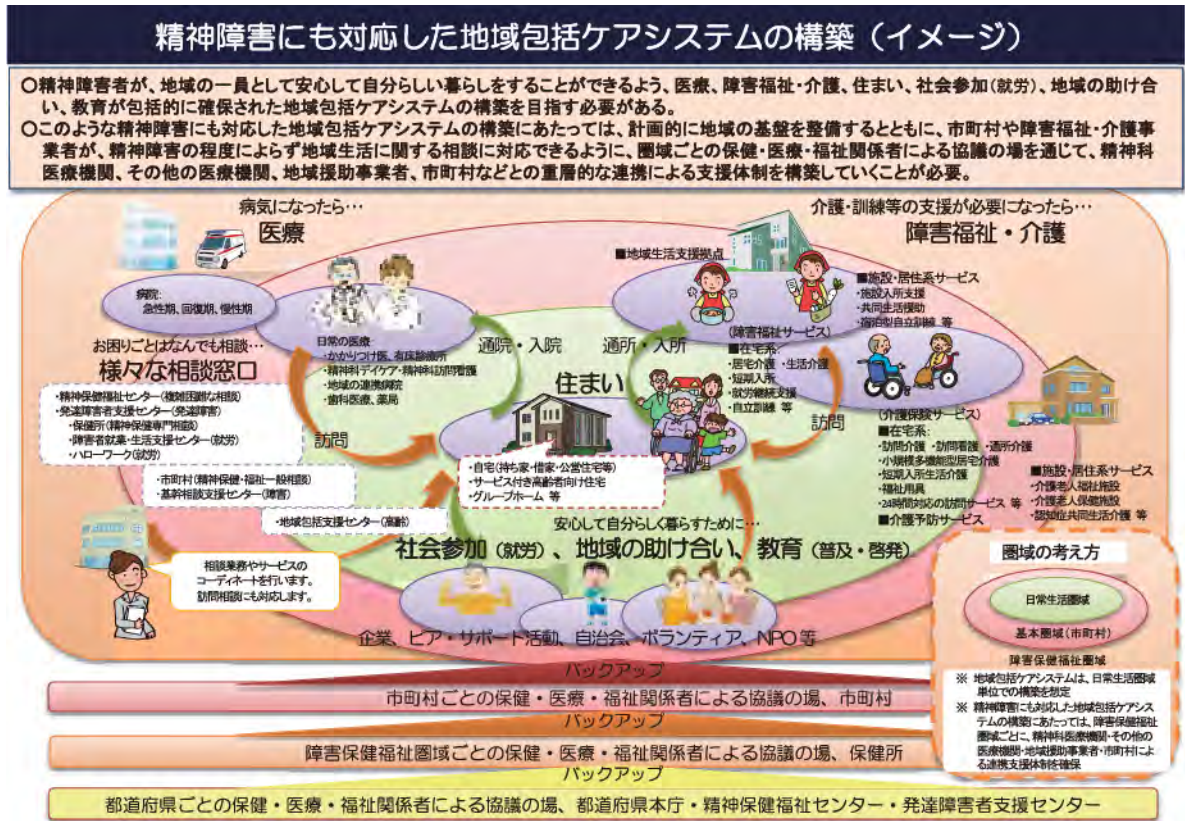 精神障害にも対応した地域包括ケアシステムの構築（イメージ）
○精神障害者が、地域の一員として安心して自分らしい暮らしをすることができるよう、医療、障害福祉・介護、住まい、社会参加(就労)、地域の助け合
い、教育が包括的に確保された地域包括ケアシステムの構築を目指す必要がある。
○このような精神障害にも対応した地域包括ケアシステムの構築にあたっては、計画的に地域の基盤を整備するとともに、市町村や障害福祉・介護事
業者が、精神障害の程度によらず地域生活に関する相談に対応できるように、圏域ごとの保健・医療・福祉関係者による協議の場を通じて、精神科
医療機関、その他の医療機関、地域援助事業者、市町村などとの重層的な連携による支援体制を構築していくことが必要。
病気になったら…
医療
病院:
急性期、回復期、慢性期
日常の医療:
・かかりつけ医、有床診療所
・精神科デイケア・精神科訪問看護
・地域の連携病院
・歯科医療、薬局
通院・入院
訪問
お困りごとはなんでも相談…
様々な相談窓口
・精神保健福祉センター(複雑困難な相談)
・発達障害者支援センター(発達障害)
・保健所(精神保健専門相談)
・障害者就業・生活支援センター(就労)
・ハローワーク(就労)
・市町村(精神保健・福祉一般相談)
・基幹相談支援センター(障害)
・地域包括支援センター(高齢)
相談業務やサービスの
コーディネートを行います。
訪問相談にも対応します。
住まい
・自宅(持ち家・借家・公営住宅等)
・サービス付き高齢者向け住宅
・グループホーム 等
介護・訓練等の支援が必要になったら…
障害福祉・介護
■地域生活支援拠点
通所・入所
訪問
(障害福祉サービス)
■在宅系:
・居宅介護 ・生活介護
・短期入所
・就労継続支援
・自立訓練 等
■施設・居住系サービス
・施設入所支援
・共同生活援助
・宿泊型自立訓練 等
(介護保険サービス)
■在宅系:
・訪問介護 ・訪問看護 ・通所介護
・小規模多機能型居宅介護
・短期入所生活介護
・福祉用具
・24時間対応の訪問サービス 等
■介護予防サービス
■施設・居住系サービス
・介護老人福祉施設
・介護老人保健施設
・認知症共同生活介護 等
安心して自分らしく暮らすために…
社会参加（就労）、地域の助け合い、教育（普及・啓発）
企業、ピア・サポート活動、自治会、ボランティア、NPO等
圏域の考え方
日常生活圏域
基本圏域(市町村)
障害保健福祉圏域
※ 地域包括ケアシステムは、日常生活圏域
単位での構築を想定
※ 精神障害にも対応した地域包括ケアシス
テムの構築にあたっては、障害保健福祉
圏域ごとに、精神科医療機関・その他の
医療機関・地域援助事業者・市町村によ
る連携支援体制を確保
バックアップ
市町村ごとの保健・医療・福祉関係者による協議の場、市町村
バックアップ
障害保健福祉圏域ごとの保健・医療・福祉関係者による協議の場、保健所
バックアップ
都道府県ごとの保健・医療・福祉関係者による協議の場、都道府県本庁・精神保健福祉センター・発達障害者支援センター